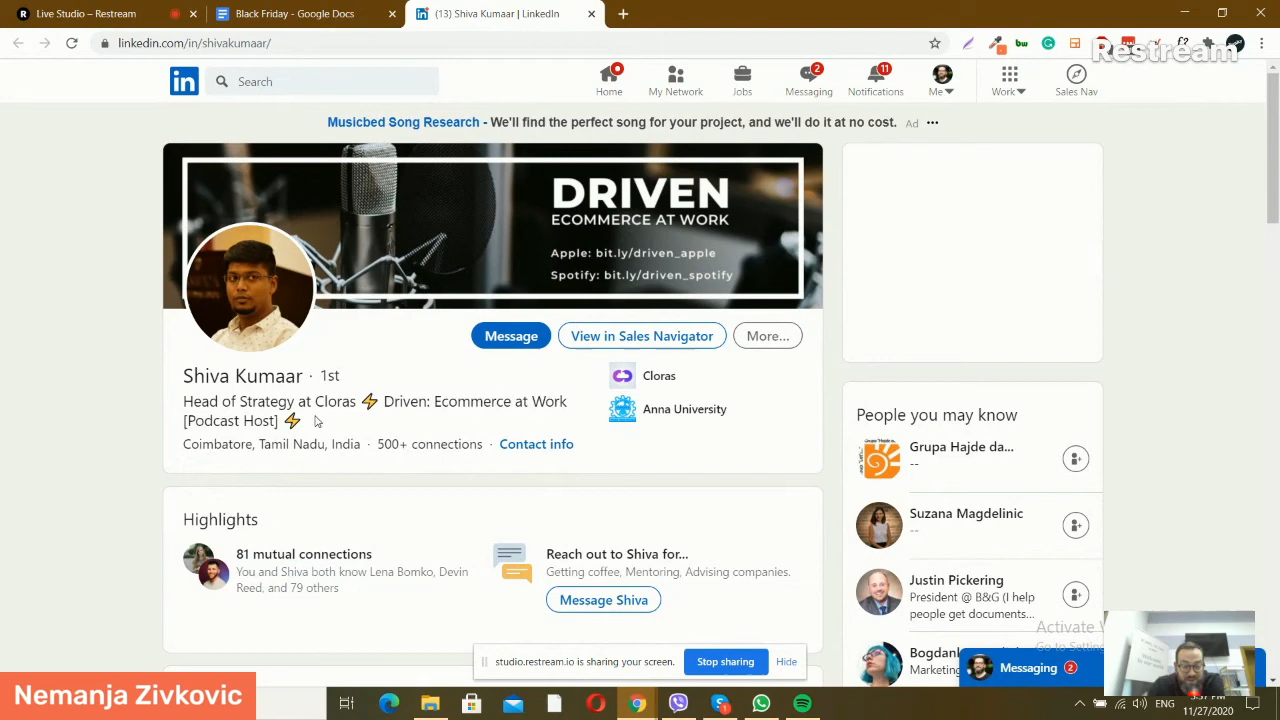 Live Studio – Restream
Black Friday - Google Docs
(13) Shiva Kumaar | LinkedIn
linkedin.com/in/shivakumaar/
Restream
in
Search
Home
My Network
Jobs
2
Messaging
11
Notifications
Me
Work
Sales Nav
Musicbed Song Research - We'll find the perfect song for your project, and we'll do it at no cost. Ad ...
DRIVEN
ECOMMERCE AT WORK
Apple: bit.ly/driven_apple
Spotify: bit.ly/driven_spotify
Message
View in Sales Navigator
More...
Shiva Kumaar · 1st
Head of Strategy at Cloras ⚡ Driven: Ecommerce at Work
[Podcast Host] ⚡
Coimbatore, Tamil Nadu, India · 500+ connections · Contact info
Cloras
Anna University
Highlights
81 mutual connections
You and Shiva both know Lena Bomko, Devin
Reed, and 79 others
Reach out to Shiva for...
Getting coffee, Mentoring, Advising companies.
Message Shiva
People you may know
Grupa Hajde da...
--
Suzana Magdelinic
--
Justin Pickering
President @ B&G (I help
people get documents...
Marketing
Activate
Go to
Messaging 2
studio.restream.io is sharing your screen.
Stop sharing
Hide
Nemanja Zivkovic
ENG
11/27/2020